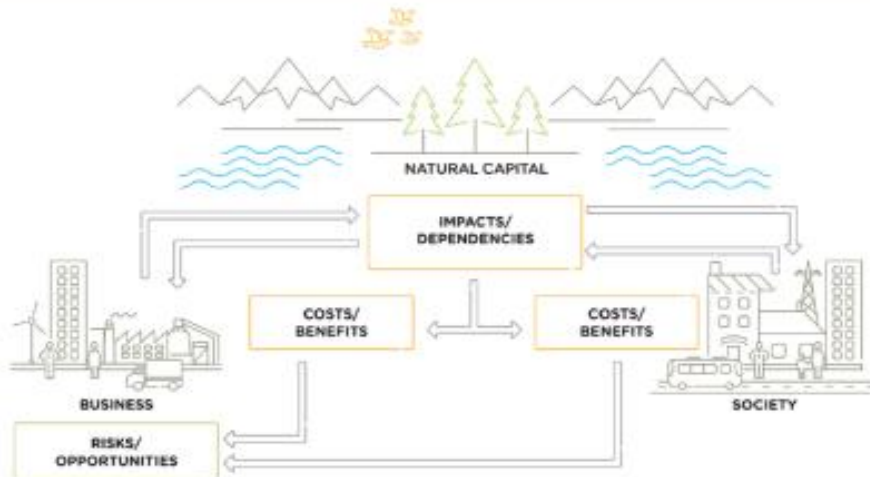 NATURAL CAPITAL
IMPACTS/
DEPENDENCIES
COSTS/
BENEFITS
COSTS/
BENEFITS
BUSINESS
SOCIETY
RISKS/
OPPORTUNITIES